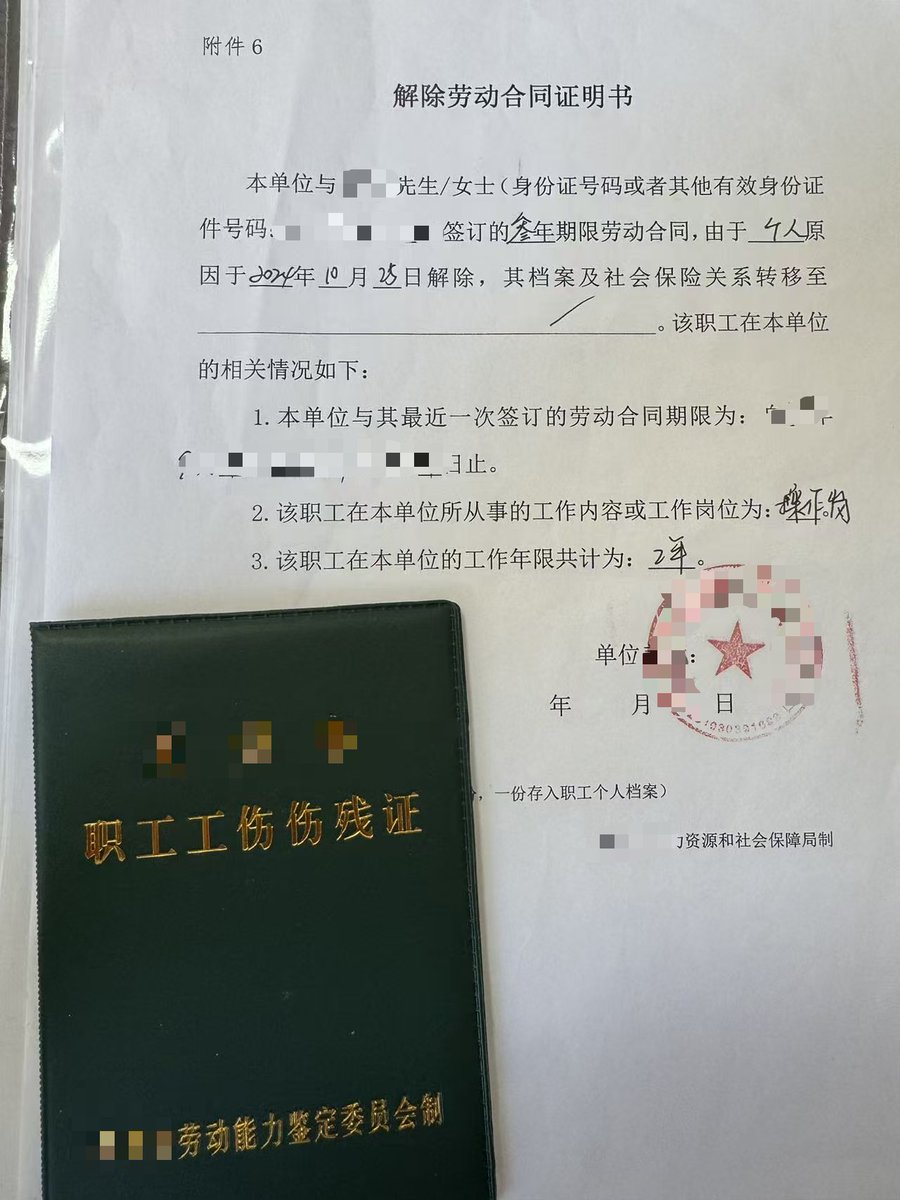 附件6
解除劳动合同证明书
本单位与 先生/女士（身份证号码或者其他有效身份证
件号码 签订的叁年期限劳动合同，由于 个人原
因于2024年10月25日解除，其档案及社会保险关系转移至
/ 。该职工在本单位
的相关情况如下：
1.本单位与其最近一次签订的劳动合同期限为：
日止。
2.该职工在本单位所从事的工作内容或工作岗位为：操作岗
3.该职工在本单位的工作年限共计为：2年。
单位
年 月 日
，一份存入职工个人档案）
资源和社会保障局制
职工工伤伤残证
劳动能力鉴定委员会制